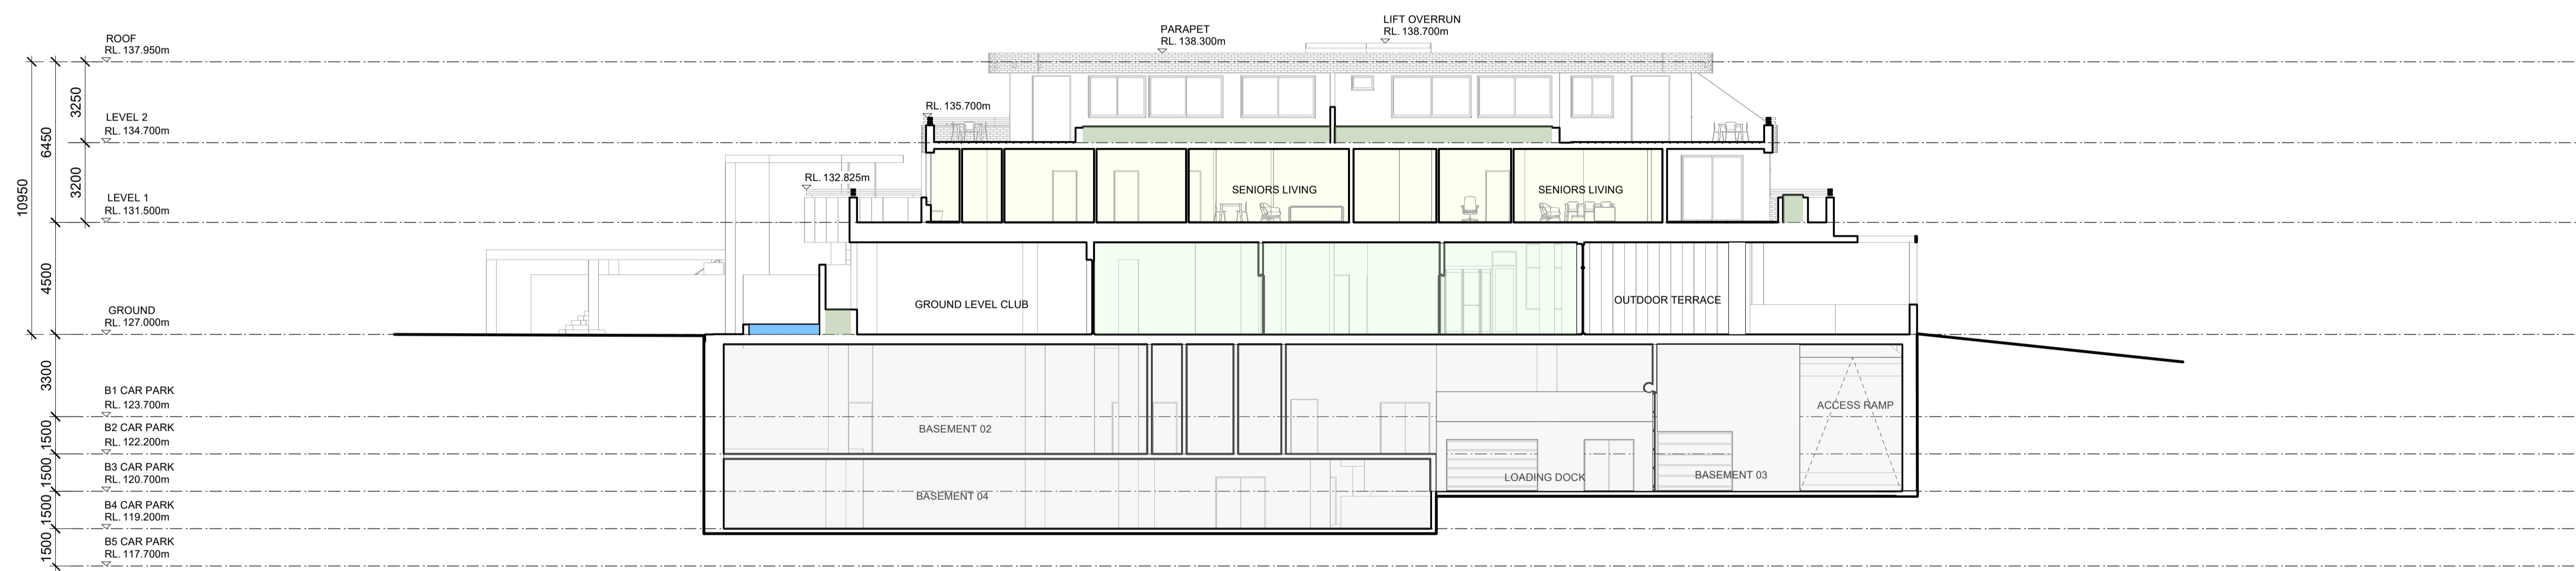 LIFT OVERRUN
RL. 138.700m
PARAPET
RL. 138.300m
ROOF
RL. 137.950m
3250
RL. 135.700m
LEVEL 2
RL. 134.700m
6450
3200
RL. 132.825m
SENIORS LIVING
SENIORS LIVING
10950
LEVEL 1
RL. 131.500m
4500
GROUND LEVEL CLUB
OUTDOOR TERRACE
GROUND
RL. 127.000m
3300
B1 CAR PARK
RL. 123.700m
ACCESS RAMP
1500
B2 CAR PARK
RL. 122.200m
BASEMENT 02
1500
B3 CAR PARK
RL. 120.700m
LOADING DOCK
BASEMENT 03
BASEMENT 04
1500
B4 CAR PARK
RL. 119.200m
1500
B5 CAR PARK
RL. 117.700m